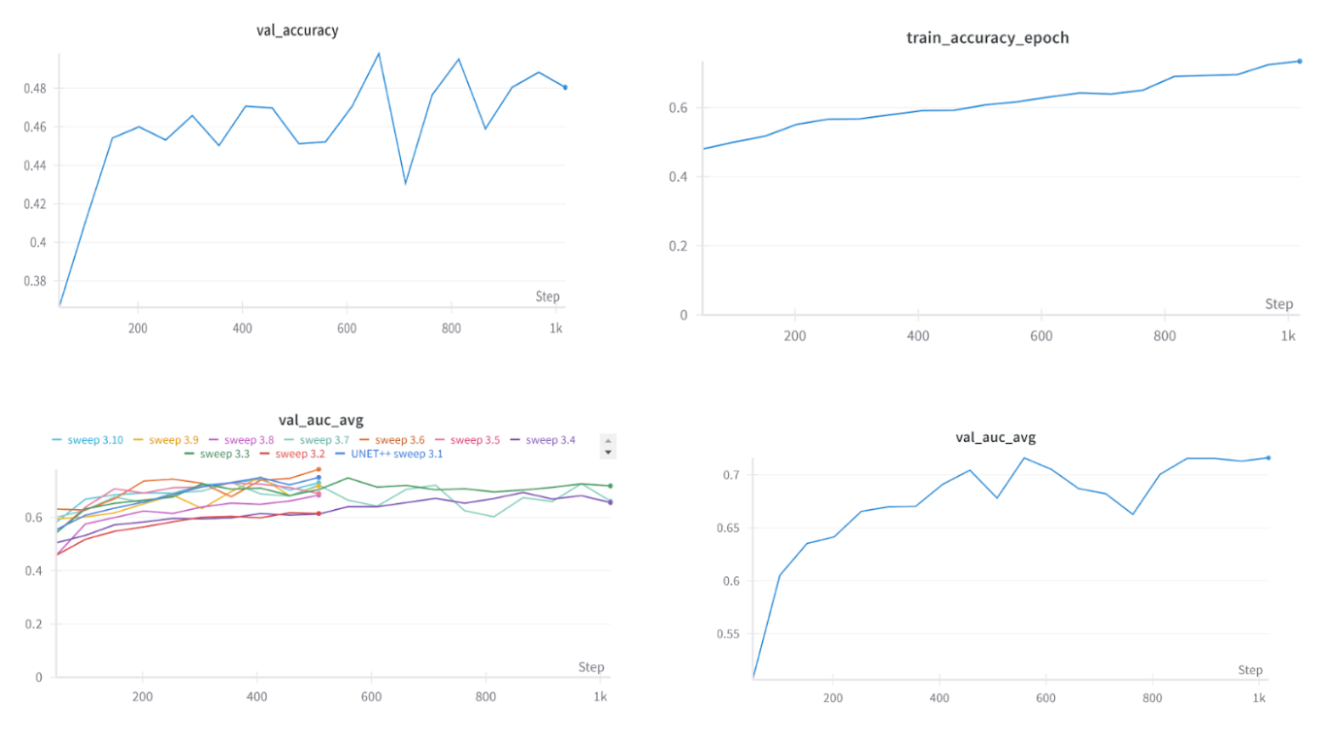 val_accuracy
0.48
0.46
0.44
0.42
0.4
0.38
Step
200 400 600 800 1k
train_accuracy_epoch
0.6
0.4
0.2
0
Step
200 400 600 800 1k
val_auc_avg
sweep 3.10 sweep 3.9 sweep 3.8 sweep 3.7 sweep 3.6 sweep 3.5 sweep 3.4
sweep 3.3 sweep 3.2 UNET++ sweep 3.1
0.6
0.4
0.2
0
Step
200 400 600 800 1k
val_auc_avg
0.7
0.65
0.6
0.55
Step
200 400 600 800 1k